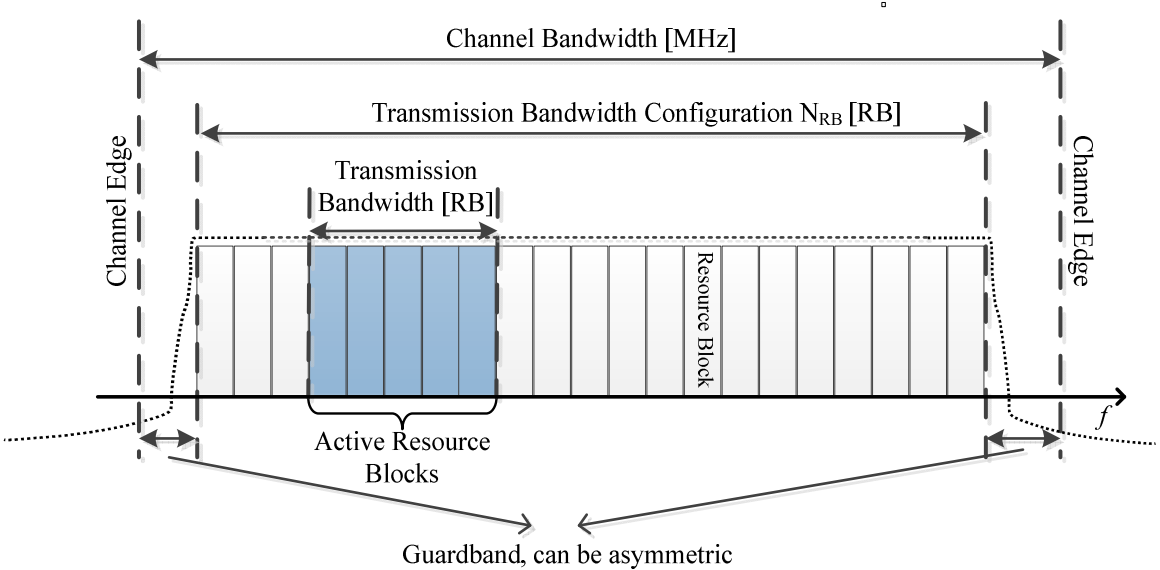 Channel Bandwidth [MHz]
Transmission Bandwidth Configuration NRB [RB]
Transmission
Bandwidth [RB]
Channel Edge
Channel Edge
Resource Block
f
Active Resource
Blocks
Guardband, can be asymmetric